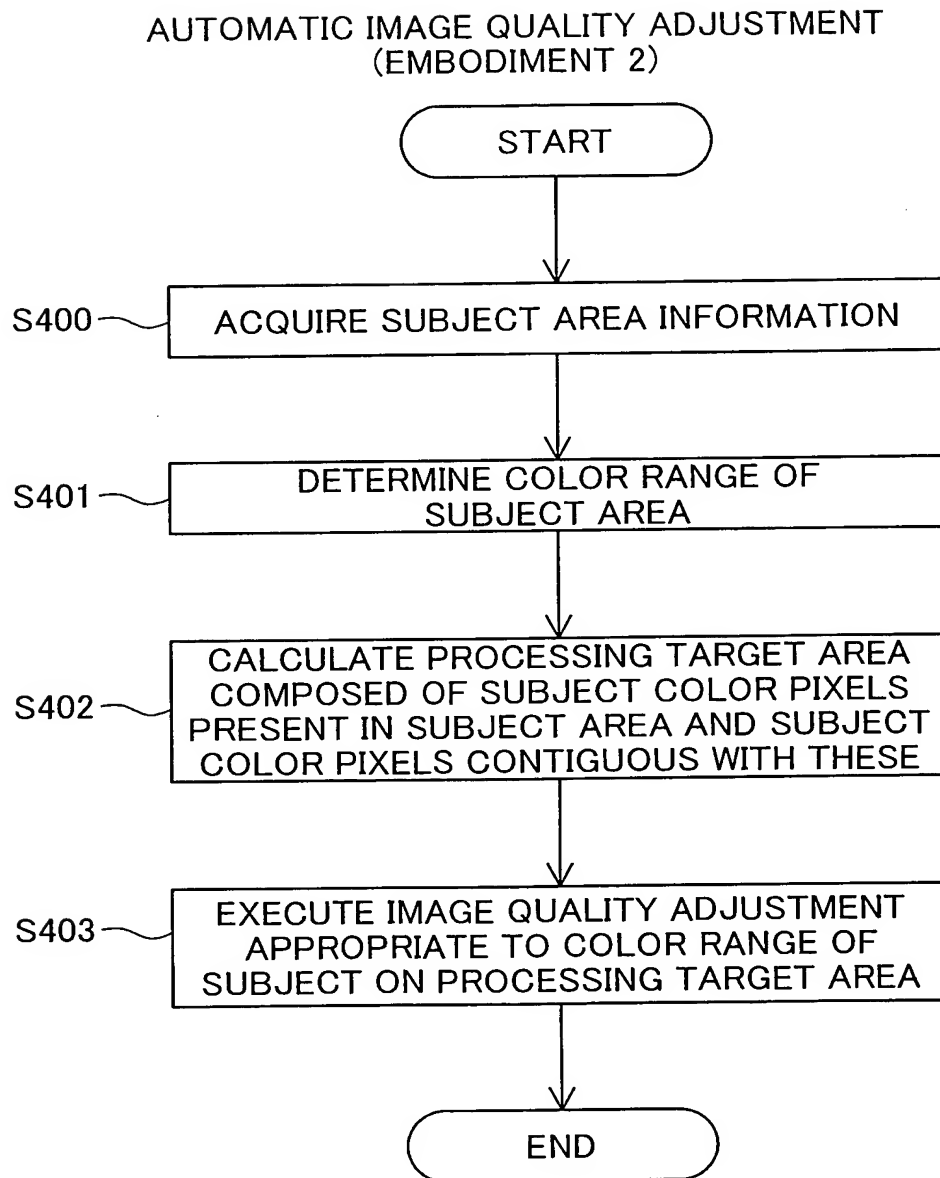 AUTOMATIC IMAGE QUALITY ADJUSTMENT
(EMBODIMENT 2)
START
S400
ACQUIRE SUBJECT AREA INFORMATION
S401
DETERMINE COLOR RANGE OF
SUBJECT AREA
S402
CALCULATE PROCESSING TARGET AREA
COMPOSED OF SUBJECT COLOR PIXELS
PRESENT IN SUBJECT AREA AND SUBJECT
COLOR PIXELS CONTIGUOUS WITH THESE
S403
EXECUTE IMAGE QUALITY ADJUSTMENT
APPROPRIATE TO COLOR RANGE OF
SUBJECT ON PROCESSING TARGET AREA
END